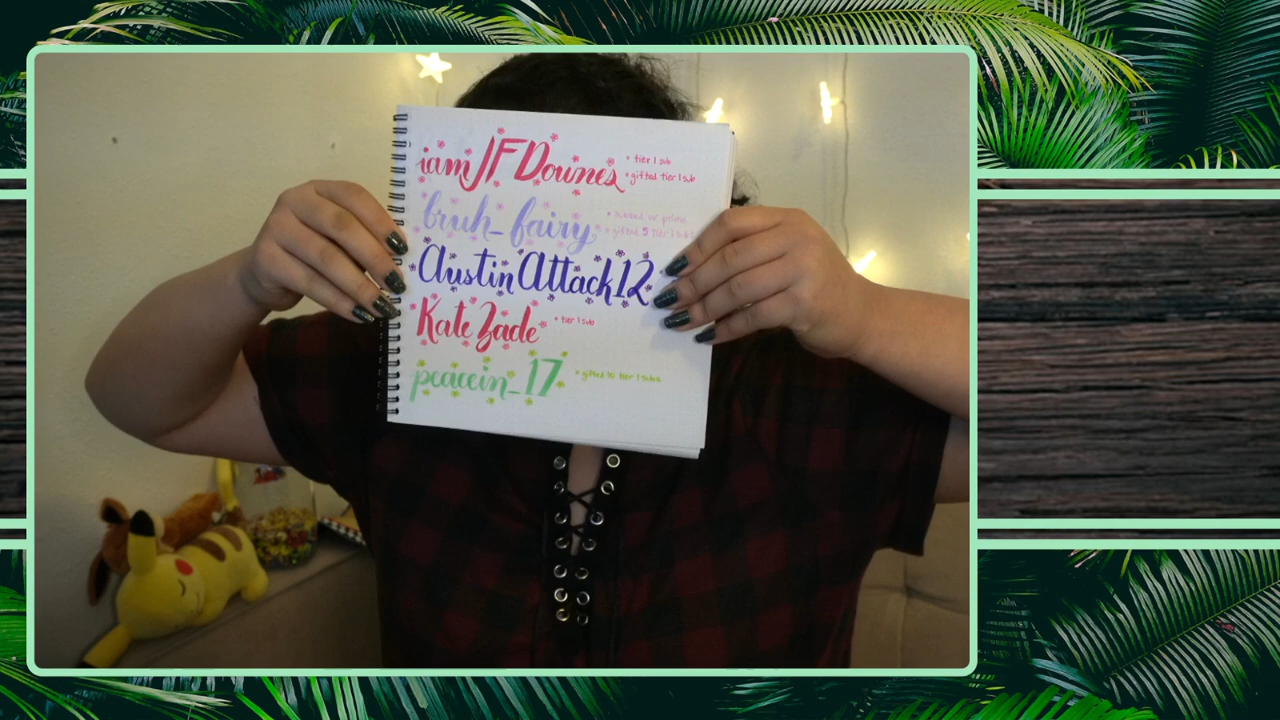 iamJFDownes * tier 1 sub
* gifted tier 1 sub
bruh_fairy * subbed w/ prime
* gifted 5 tier 1 sub
AustinAttack12
KateZade * tier 1 sub
peacein_17 * gifted 10 tier 1 subs